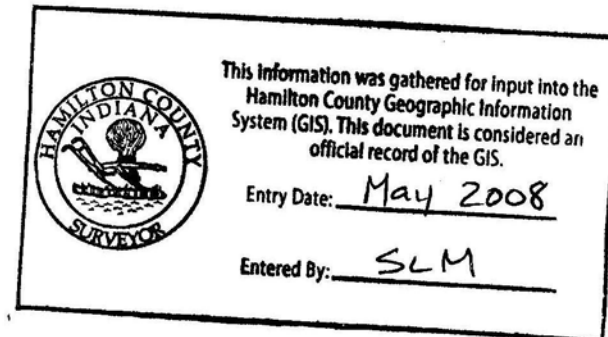 HAMILTON COUNTY
INDIANA
SURVEYOR
This information was gathered for input into the
Hamilton County Geographic Information
System (GIS). This document is considered an
official record of the GIS.
Entry Date: May 2008
Entered By: SLM